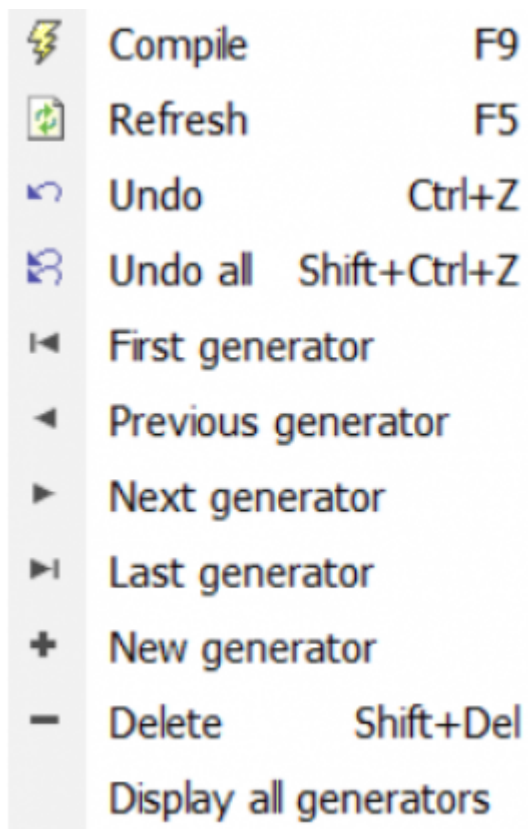 Compile F9
Refresh F5
Undo Ctrl+Z
Undo all Shift+Ctrl+Z
First generator
Previous generator
Next generator
Last generator
New generator
Delete Shift+Del
Display all generators